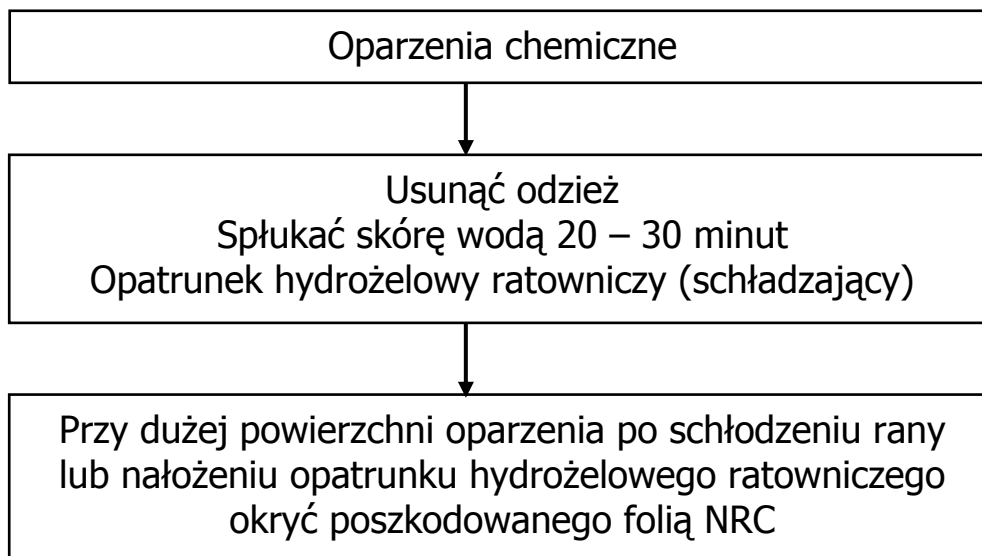 Oparzenia chemiczne
Usunąć odzież
Spłukać skórę wodą 20 – 30 minut
Opatrunek hydrożelowy ratowniczy (schładzający)
Przy dużej powierzchni oparzenia po schłodzeniu rany
lub nałożeniu opatrunku hydrożelowego ratowniczego
okryć poszkodowanego folią NRC